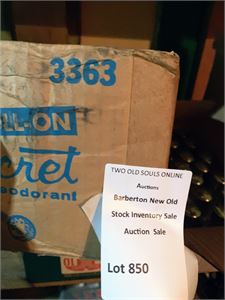 3363
LL-ON
cret
eodorant
TWO OLD SOULS ONLINE
Auctions
Barberton New Old
Stock Inventory Sale
Auction Sale
Lot 850